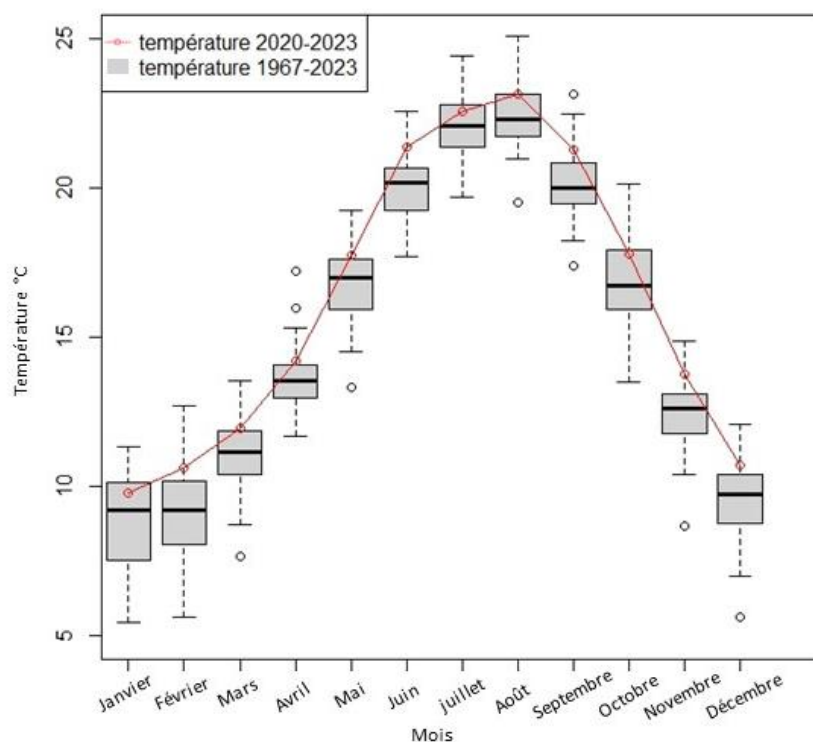 température 2020-2023
température 1967-2023
Température °C
25
20
15
10
5
Janvier
Février
Mars
Avril
Mai
Juin
juillet
Août
Septembre
Octobre
Novembre
Décembre
Mois